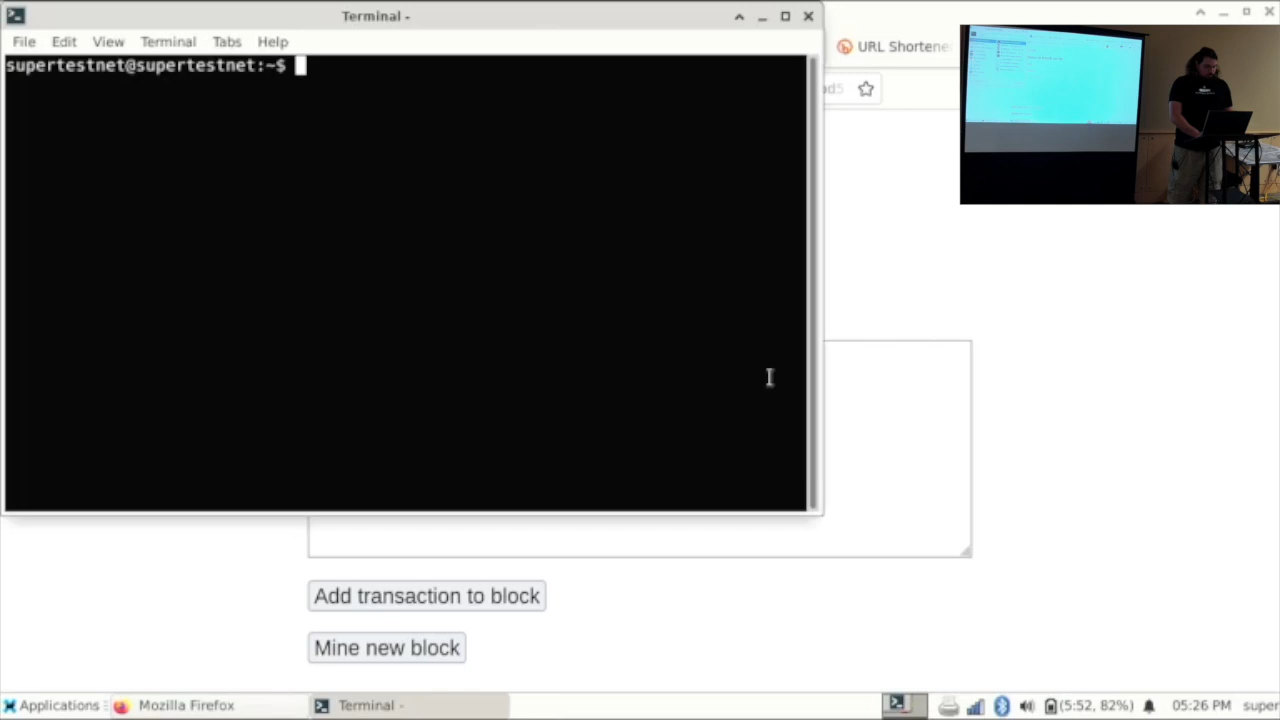 Terminal -
File Edit View Terminal Tabs Help
supertestnet@supertestnet:~$
URL Shortene
od5
Add transaction to block
Mine new block
Applications
Mozilla Firefox
Terminal -
(5:52, 82%)
05:26 PM
super